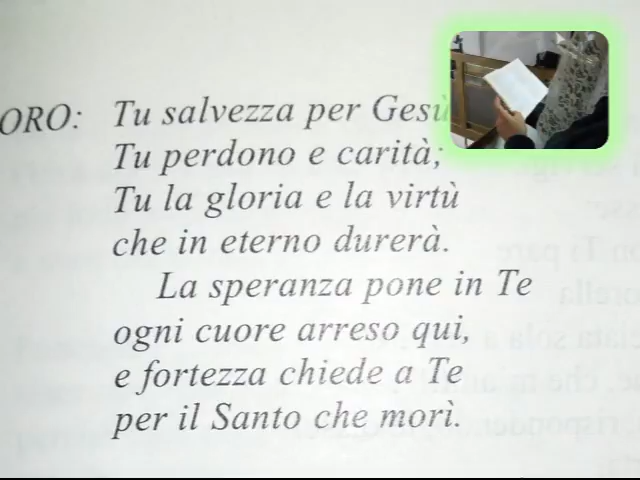 ORO: Tu salvezza per Gesù
Tu perdono e carità;
Tu la gloria e la virtù
che in eterno durerà.
La speranza pone in Te
ogni cuore arreso qui,
e fortezza chiede a Te
per il Santo che morì.